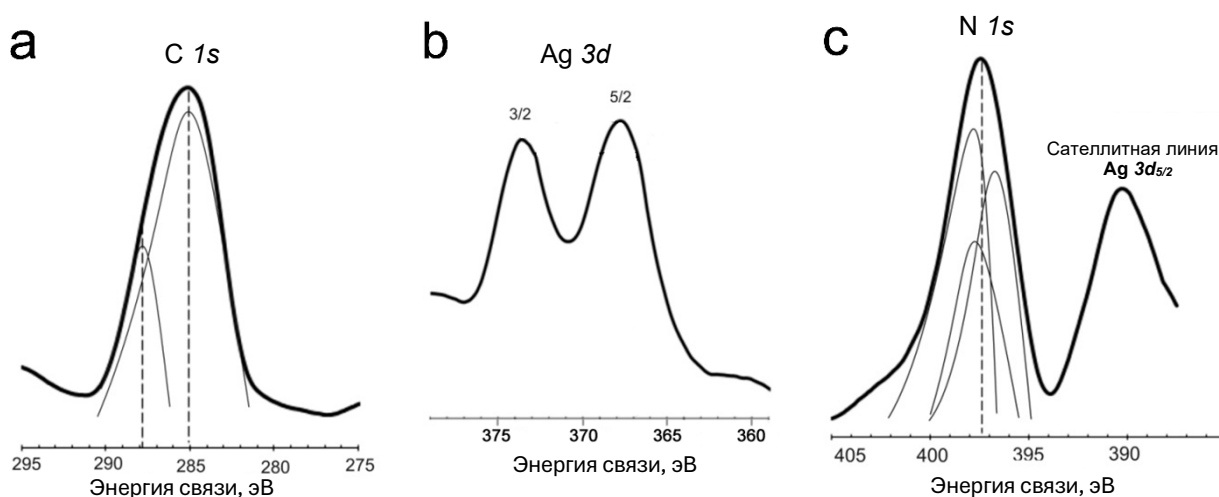 a
C 1s
295 290 285 280 275
Энергия связи, эВ
b
Ag 3d
3/2
5/2
375 370 365 360
Энергия связи, эВ
c
N 1s
Сателлитная линия
Ag 3d5/2
405 400 395 390
Энергия связи, эВ